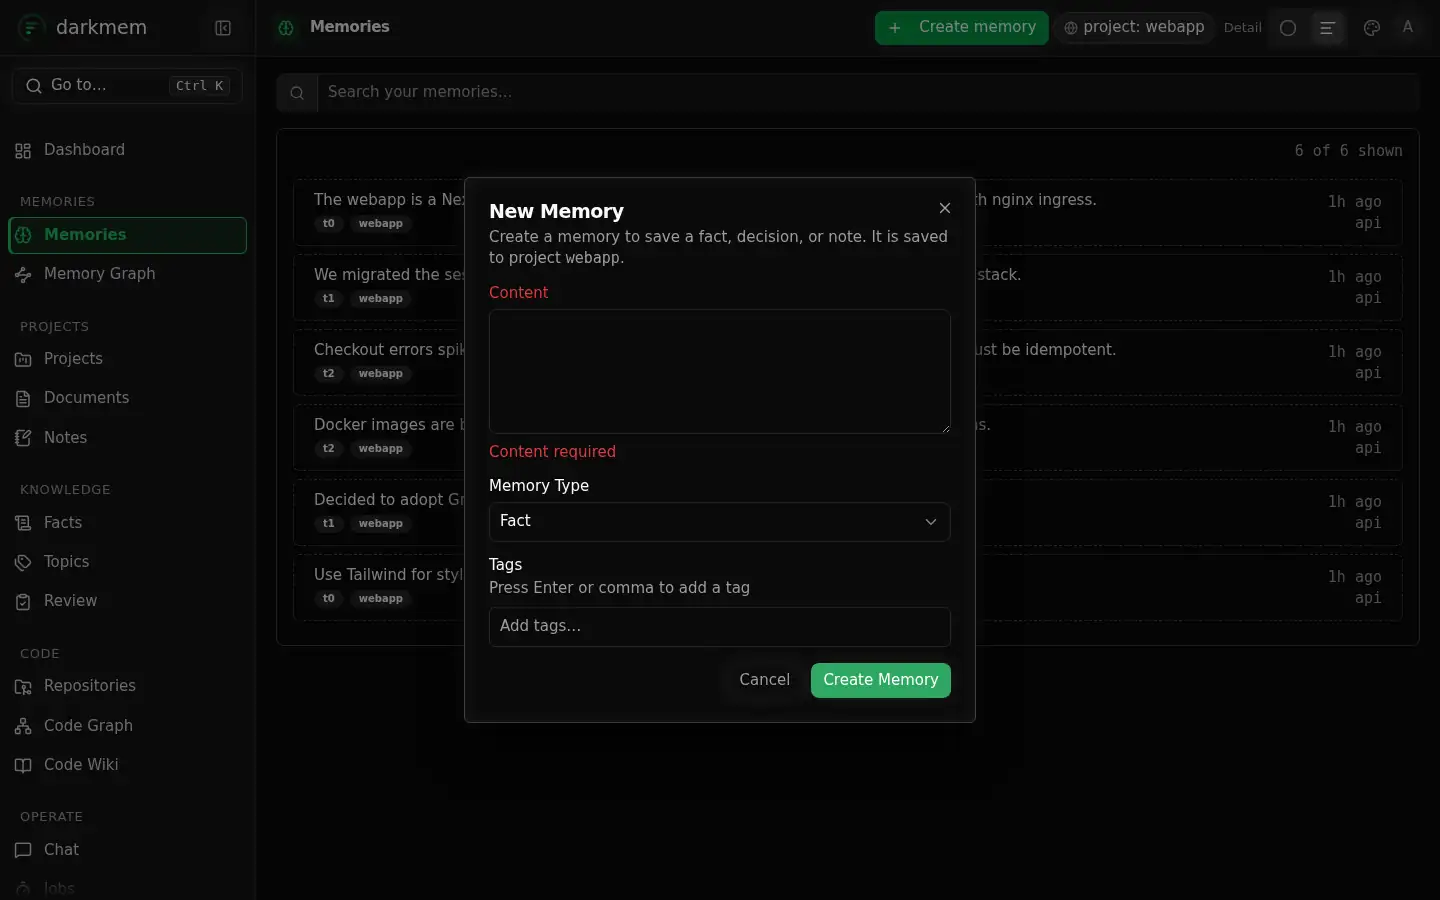 darkmem
Memories
Create memory
project: webapp
Detail
A
Go to...
Ctrl K
Search your memories...
Dashboard
6 of 6 shown
MEMORIES
Memories
Memory Graph
PROJECTS
Projects
Documents
Notes
KNOWLEDGE
Facts
Topics
Review
CODE
Repositories
Code Graph
Code Wiki
OPERATE
Chat
Jobs
The webapp is a
nginx ingress.
1h ago
t0 webapp
api
We migrated the
stack.
1h ago
t1 webapp
api
Checkout errors
be idempotent.
1h ago
t2 webapp
api
Docker images are
1h ago
t2 webapp
api
Decided to adopt
1h ago
t1 webapp
api
Use Tailwind for
1h ago
t0 webapp
api
New Memory
Create a memory to save a fact, decision, or note. It is saved
to project webapp.
Content
Content required
Memory Type
Fact
Tags
Press Enter or comma to add a tag
Add tags...
Cancel
Create Memory